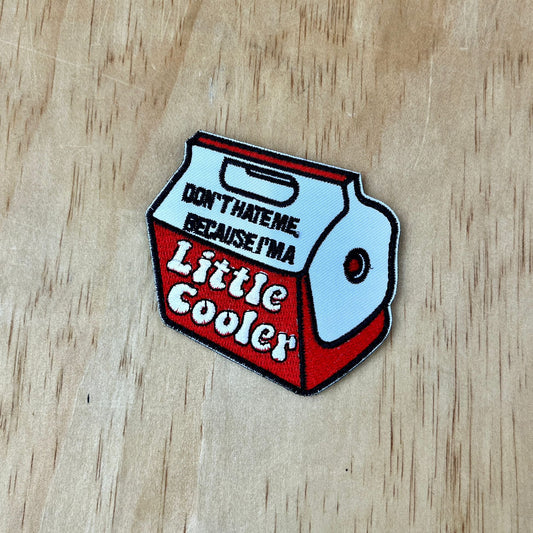 DON'T HATE ME,
BECAUSE I'M A
Little
Cooler